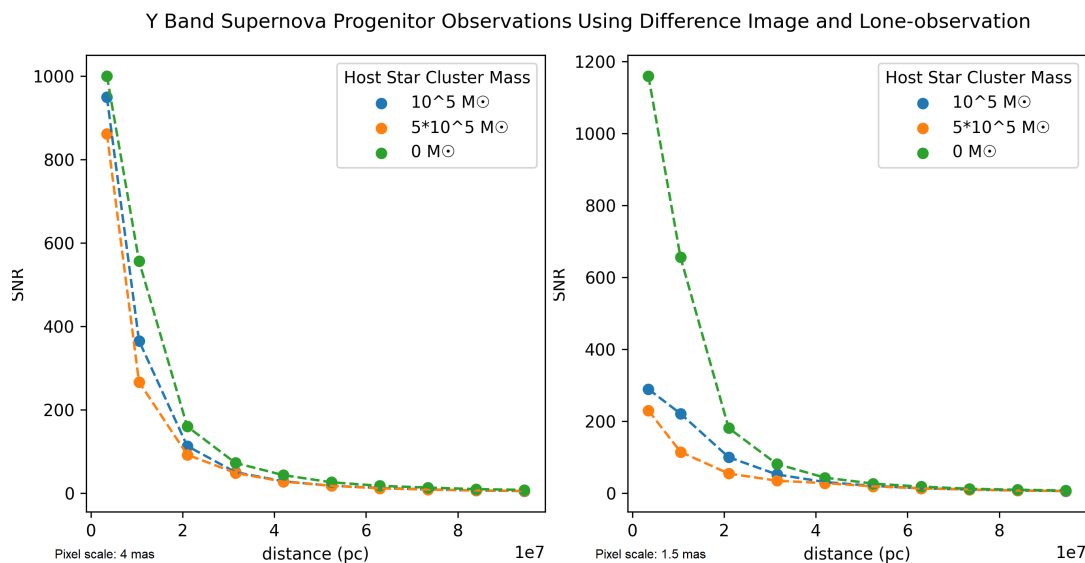 Y Band Supernova Progenitor Observations Using Difference Image and Lone-observation
1000
800
600
400
200
0
SNR
Host Star Cluster Mass
10^5 M☉
5*10^5 M☉
0 M☉
0
2
4
6
8
1e7
distance (pc)
Pixel scale: 4 mas
1200
1000
800
600
400
200
0
SNR
Host Star Cluster Mass
10^5 M☉
5*10^5 M☉
0 M☉
0
2
4
6
8
1e7
distance (pc)
Pixel scale: 1.5 mas